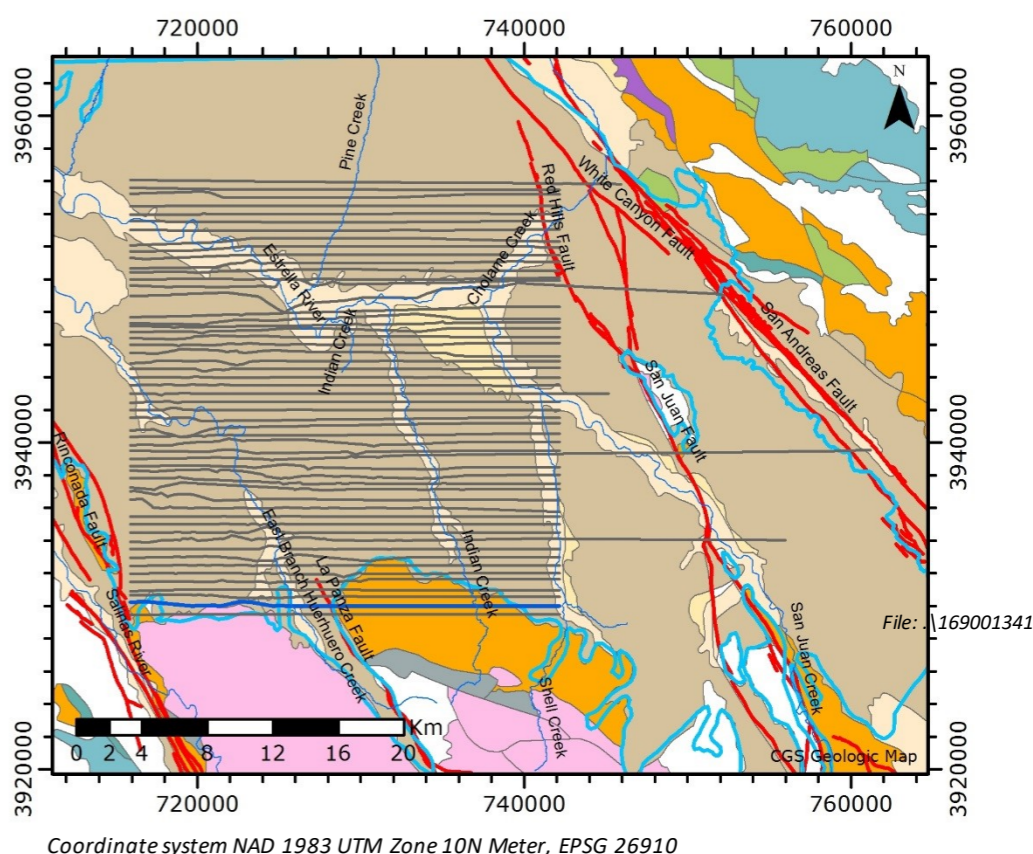 720000
740000
760000
N
3960000
3960000
Pine Creek
White Canyon Fault
Red Hills Fault
Cholame Creek
Estrella River
San Andreas Fault
Indian Creek
San Juan Fault
3940000
3940000
Rinconada Fault
East Branch Huerhuero Creek
La Panza Fault
Indian Creek
Salinas River
San Juan Creek
File: .\169001341
Shell Creek
0 2 4 8 12 16 20 Km
CGS Geologic Map
3920000
3920000
720000
740000
760000
Coordinate system NAD 1983 UTM Zone 10N Meter, EPSG 26910